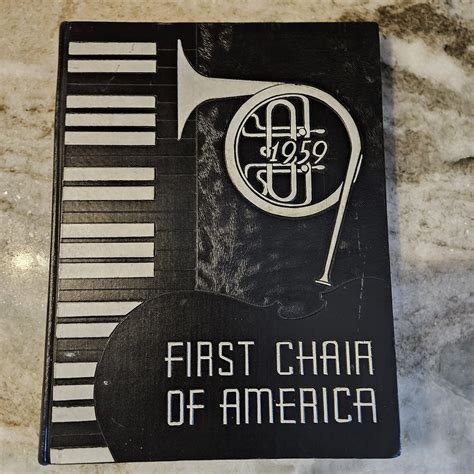 1959
FIRST CHAIR
OF AMERICA